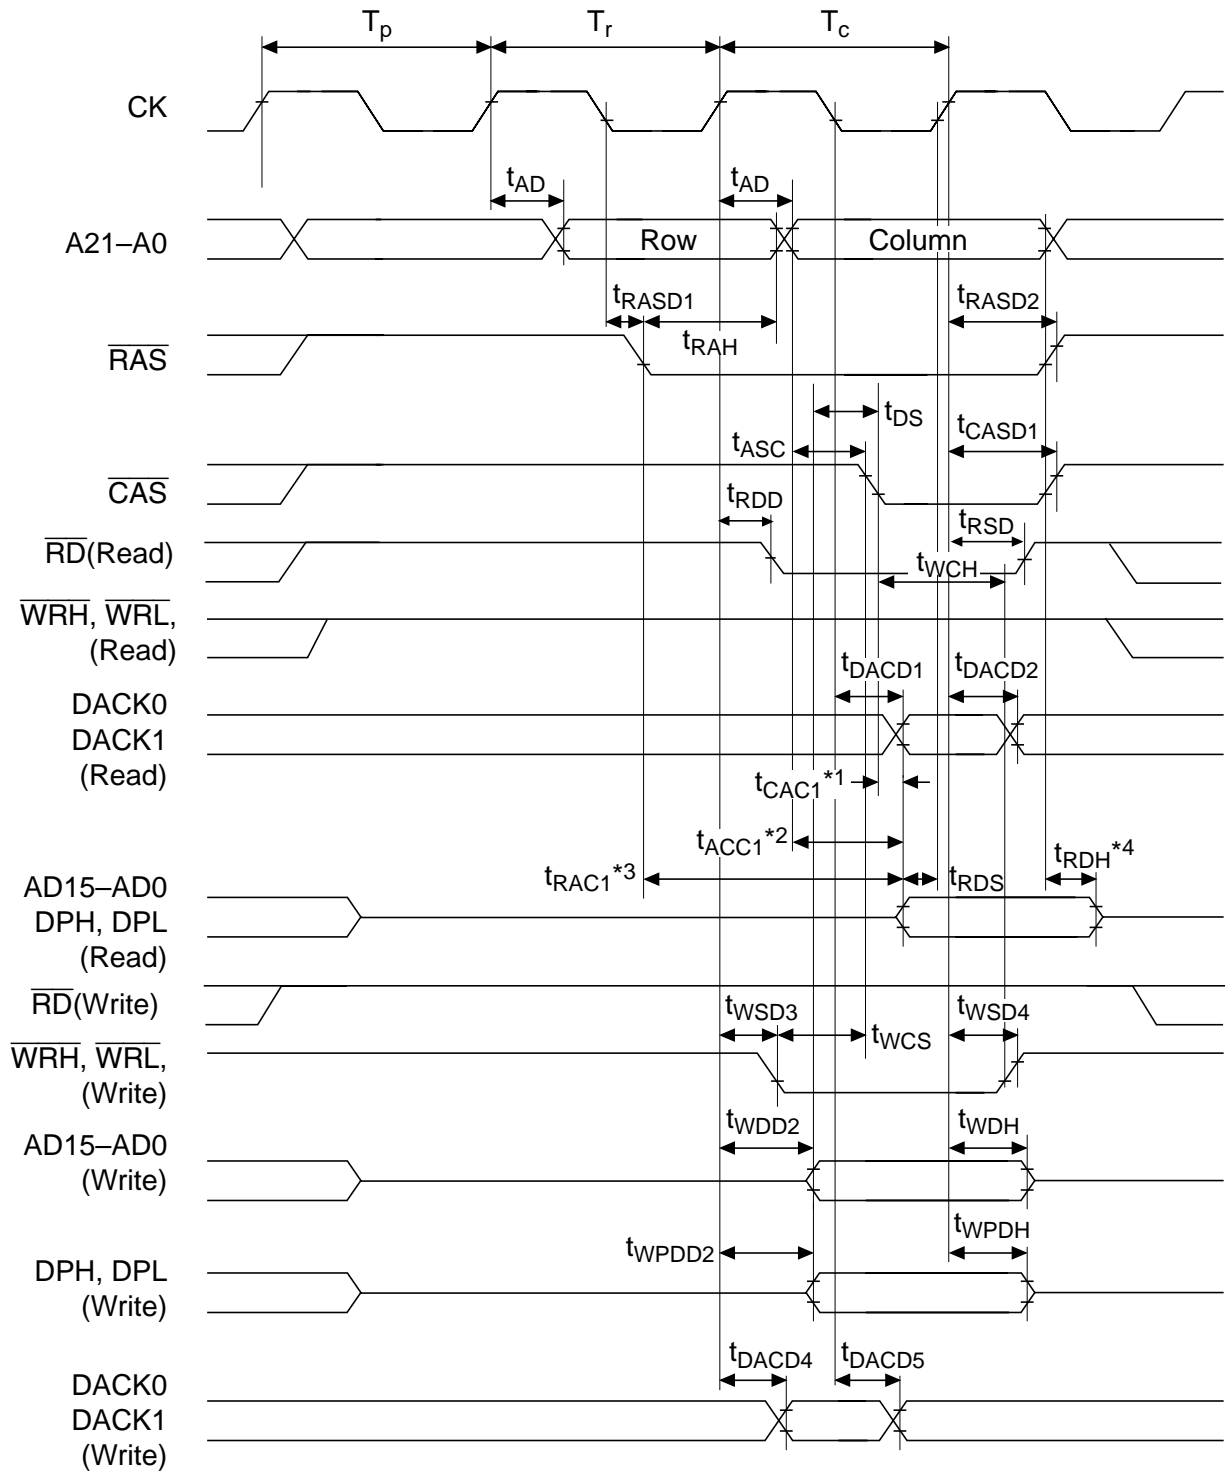 Tp Tr Tc
CK
tAD tAD
A21–A0 Row Column
tRASD1 tRASD2
tRAH
RAS
tDS
tCASD1
tASC
CAS
tRDD
tRSD
RD(Read)
tWCH
WRH, WRL,
(Read)
tDACD1 tDACD2
DACK0
DACK1
(Read)
tCAC1*1
tACC1*2
tRDH*4
tRAC1*3 tRDS
AD15–AD0
DPH, DPL
(Read)
RD(Write)
tWSD3 tWSD4
tWCS
WRH, WRL,
(Write)
tWDD2 tWDH
AD15–AD0
(Write)
tWPDD2 tWPDH
DPH, DPL
(Write)
tDACD4 tDACD5
DACK0
DACK1
(Write)